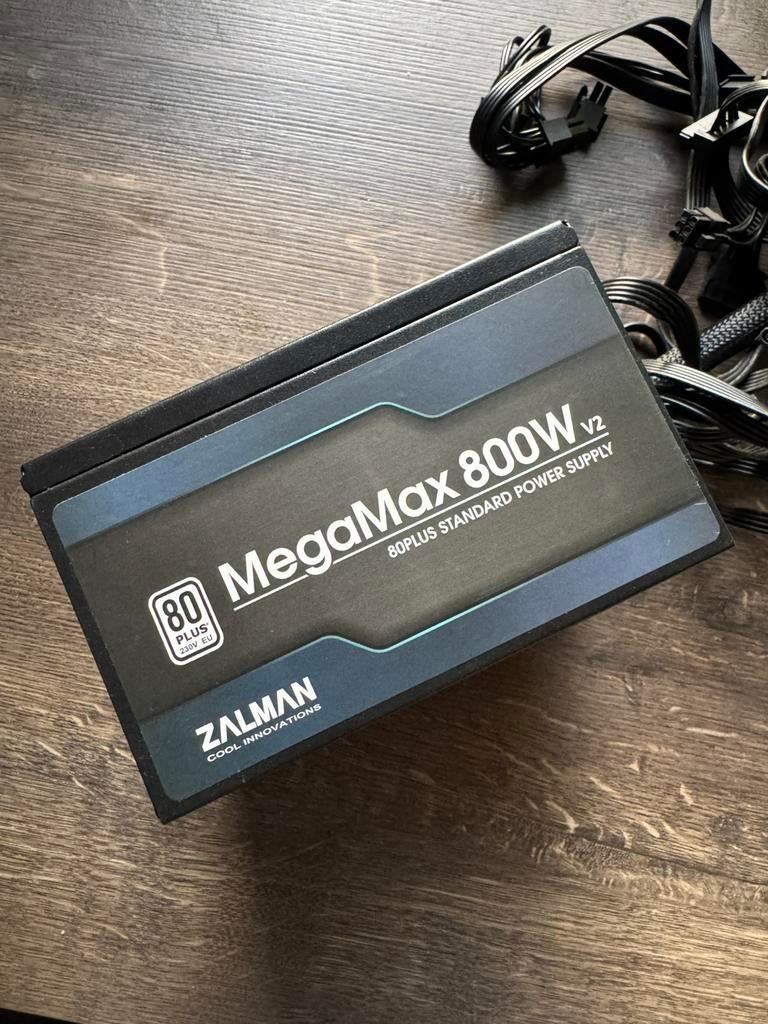 MegaMax 800W V2
80PLUS STANDARD POWER SUPPLY
80
PLUS
230V EU
ZALMAN
COOL INNOVATIONS